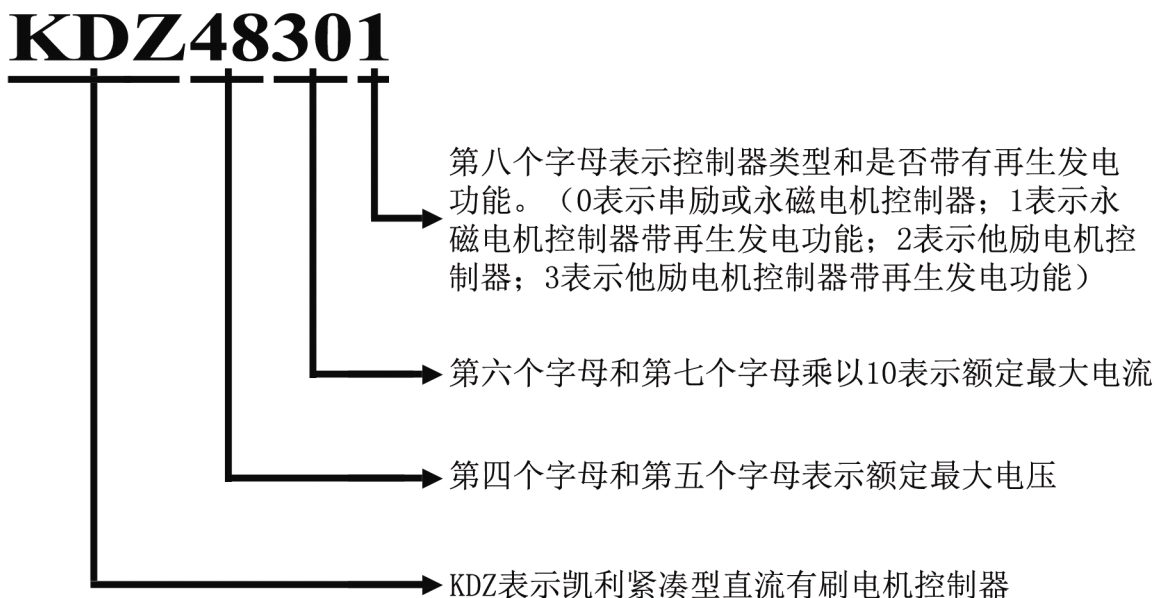 KDZ48301
第八个字母表示控制器类型和是否带有再生发电
功能。（0表示串励或永磁电机控制器；1表示永
磁电机控制器带再生发电功能；2表示他励电机控
制器；3表示他励电机控制器带再生发电功能）
第六个字母和第七个字母乘以10表示额定最大电流
第四个字母和第五个字母表示额定最大电压
KDZ表示凯利紧凑型直流有刷电机控制器